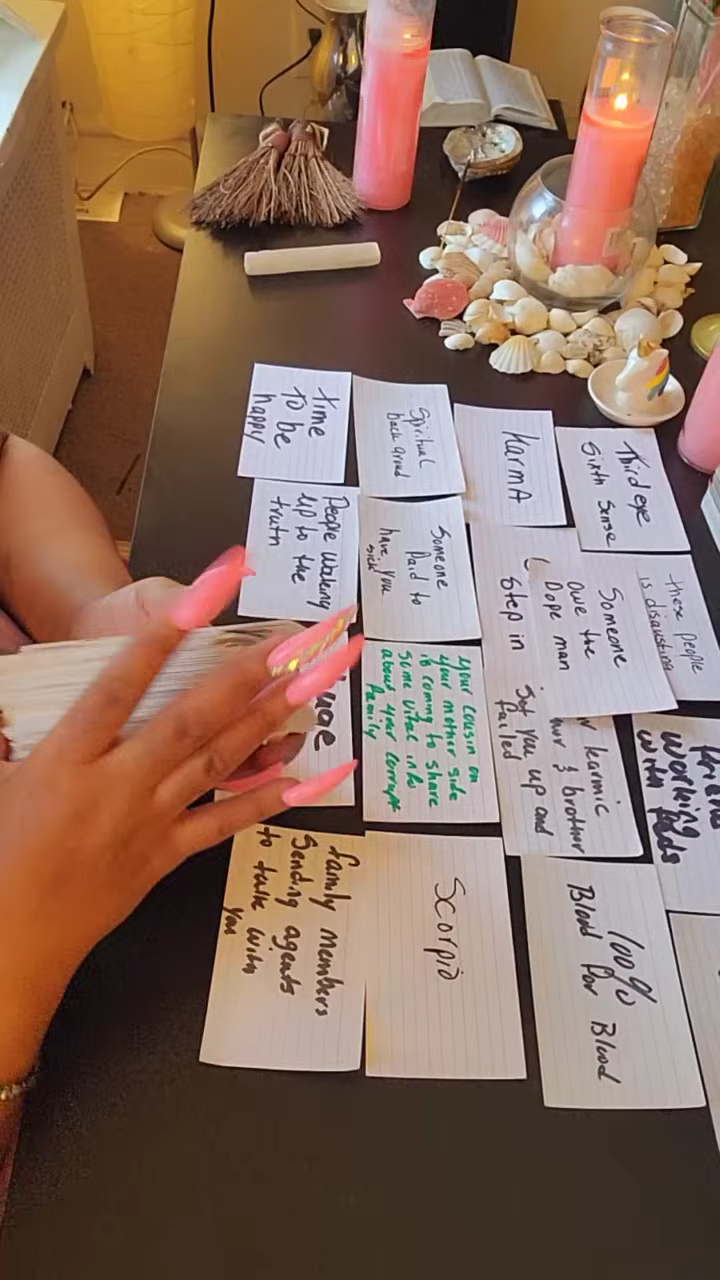 time
to be
happy
Spiritual
back groud
KarmA
Third eye
Sixth Sense
People waking
up to the
truth
Someone
Paid to
have you
sick
Step in
Someone
owe the
Dope man
these people
is disgusting
your cousin on
your mother side
is coming to share
some vital info
about your corrupt
family
karmic
& brother
Set you up and
failed
working
with
family members
Sending agents
to talk with
you
Scorpio
100%
Blood For Blood